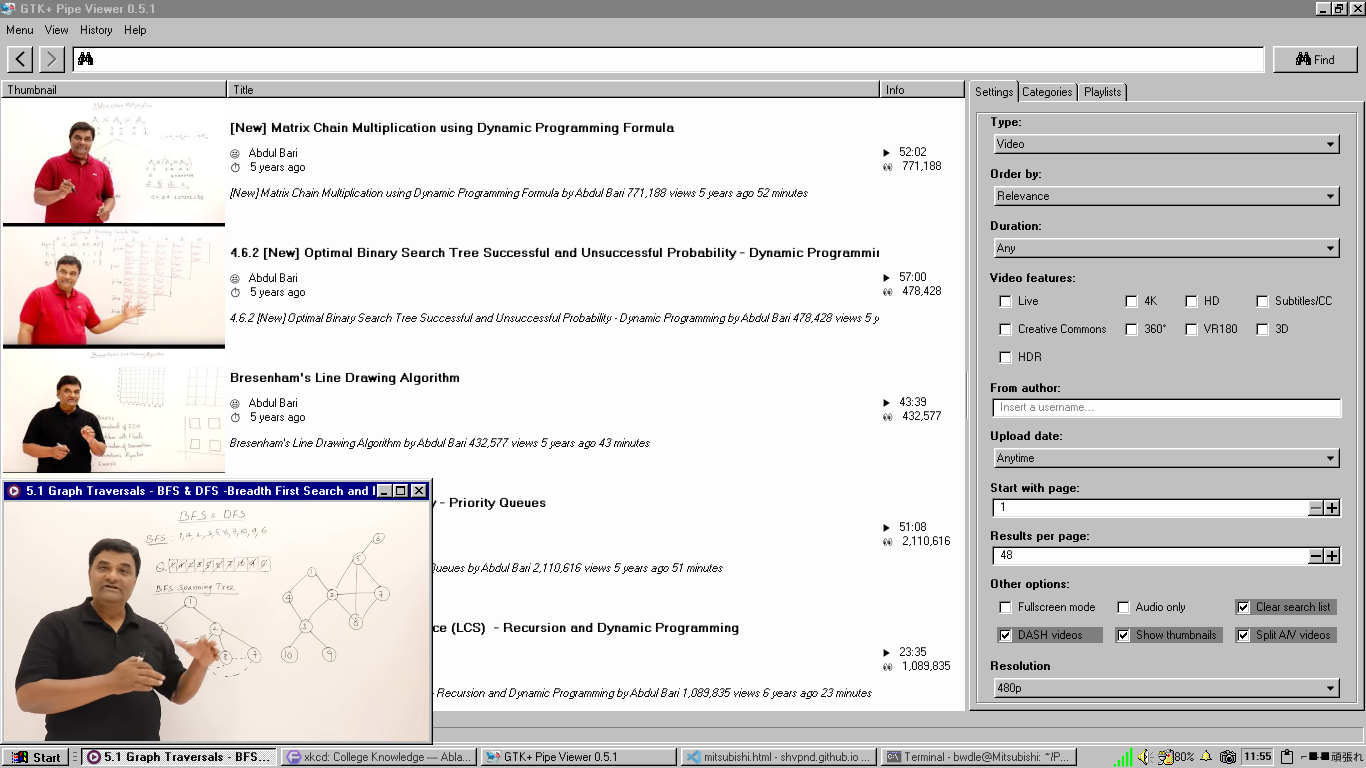 GTK+ Pipe Viewer 0.5.1
Menu View History Help
Find
Thumbnail Title Info
[New] Matrix Chain Multiplication using Dynamic Programming Formula
Abdul Bari
5 years ago
52:02
771,188
[New] Matrix Chain Multiplication using Dynamic Programming Formula by Abdul Bari 771,188 views 5 years ago 52 minutes
4.6.2 [New] Optimal Binary Search Tree Successful and Unsuccessful Probability - Dynamic Programmin
Abdul Bari
5 years ago
57:00
478,428
4.6.2 [New] Optimal Binary Search Tree Successful and Unsuccessful Probability - Dynamic Programming by Abdul Bari 478,428 views 5 y
Bresenham's Line Drawing Algorithm
Abdul Bari
5 years ago
43:39
432,577
Bresenham's Line Drawing Algorithm by Abdul Bari 432,577 views 5 years ago 43 minutes
- Priority Queues
51:08
2,110,616
ueues by Abdul Bari 2,110,616 views 5 years ago 51 minutes
ce (LCS) - Recursion and Dynamic Programming
23:35
1,089,835
- Recursion and Dynamic Programming by Abdul Bari 1,089,835 views 6 years ago 23 minutes
5.1 Graph Traversals - BFS & DFS -Breadth First Search and
BFS & DFS
BFS : 1, 4, 2, 3, 5, 8, 7, 10, 9, 6
Q
BFS Spanning Tree
Settings Categories Playlists
Type:
Video
Order by:
Relevance
Duration:
Any
Video features:
Live 4K HD Subtitles/CC
Creative Commons 360° VR180 3D
HDR
From author:
Insert a username...
Upload date:
Anytime
Start with page:
1
Results per page:
48
Other options:
Fullscreen mode Audio only Clear search list
DASH videos Show thumbnails Split A/V videos
Resolution
480p
Start 5.1 Graph Traversals - BFS... xkcd: College Knowledge — Abla... GTK+ Pipe Viewer 0.5.1 mitsubishi.html - shvpnd.github.io ... Terminal - bwdle@Mitsubishi: ~/P... 80% 11:55 頑張れ